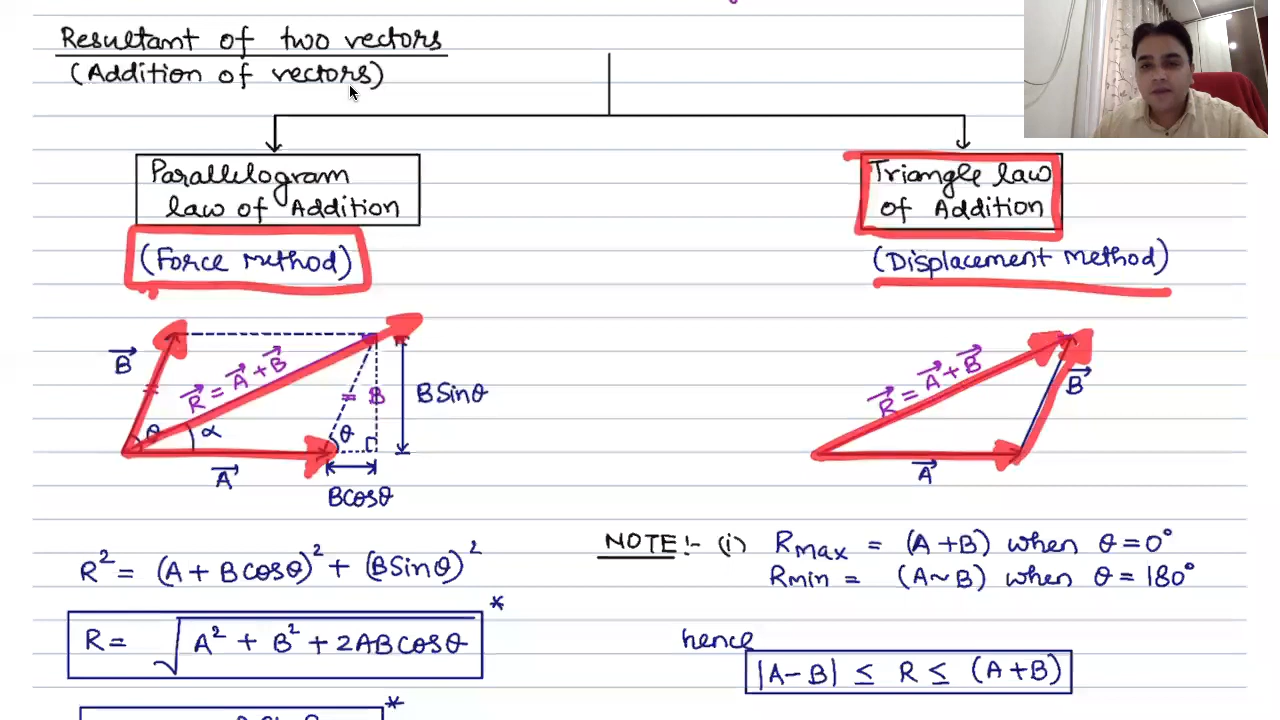 Resultant of two vectors
(Addition of vectors)
Parallelogram
law of Addition
(Force Method)
Triangle law
of Addition
(Displacement Method)
B⃗
R⃗ = A⃗ + B⃗
= B
BSinθ
θ
α
θ
A⃗
BCosθ
R⃗ = A⃗ + B⃗
B⃗
A⃗
R² = (A + BCosθ)² + (BSinθ)²
R = √A² + B² + 2ABCosθ *
*
NOTE :- (i) Rmax = (A + B) when θ = 0°
Rmin = (A ~ B) when θ = 180°
hence
|A - B| ≤ R ≤ (A + B)